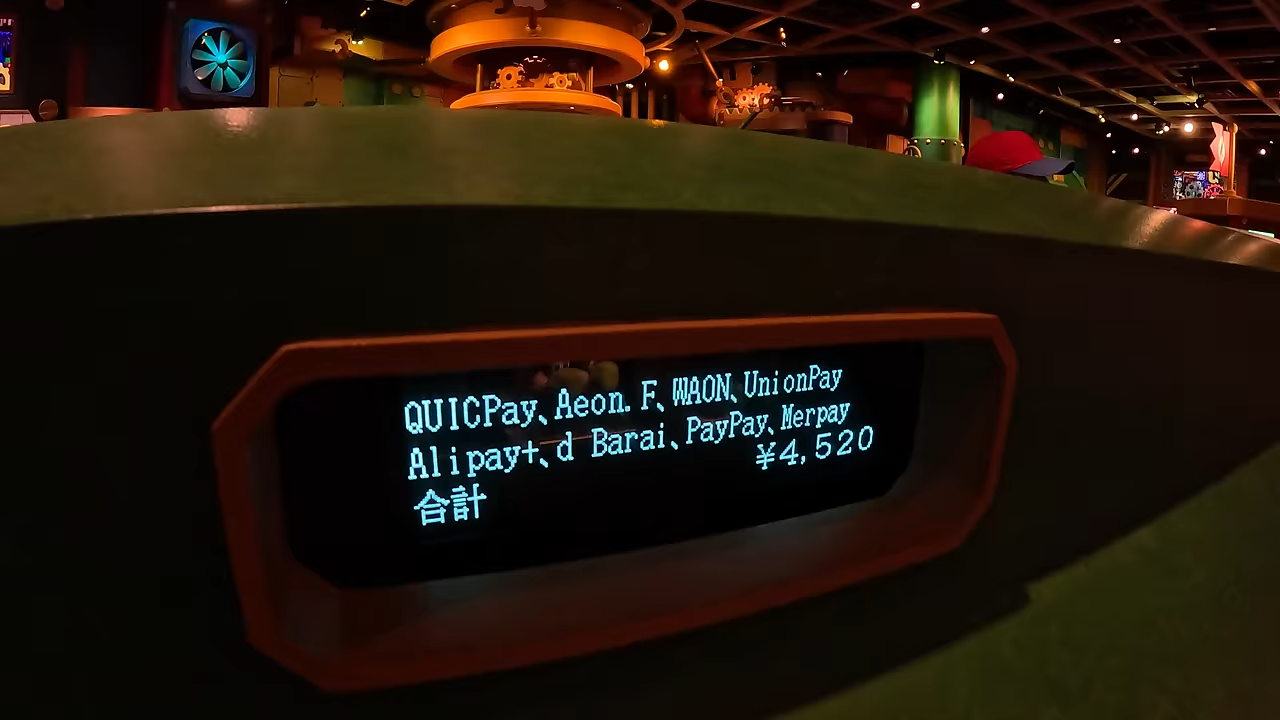 QUICPay、Aeon.F、WAON、UnionPay
Alipay+、d Barai、PayPay、Merpay
合計 ¥4,520